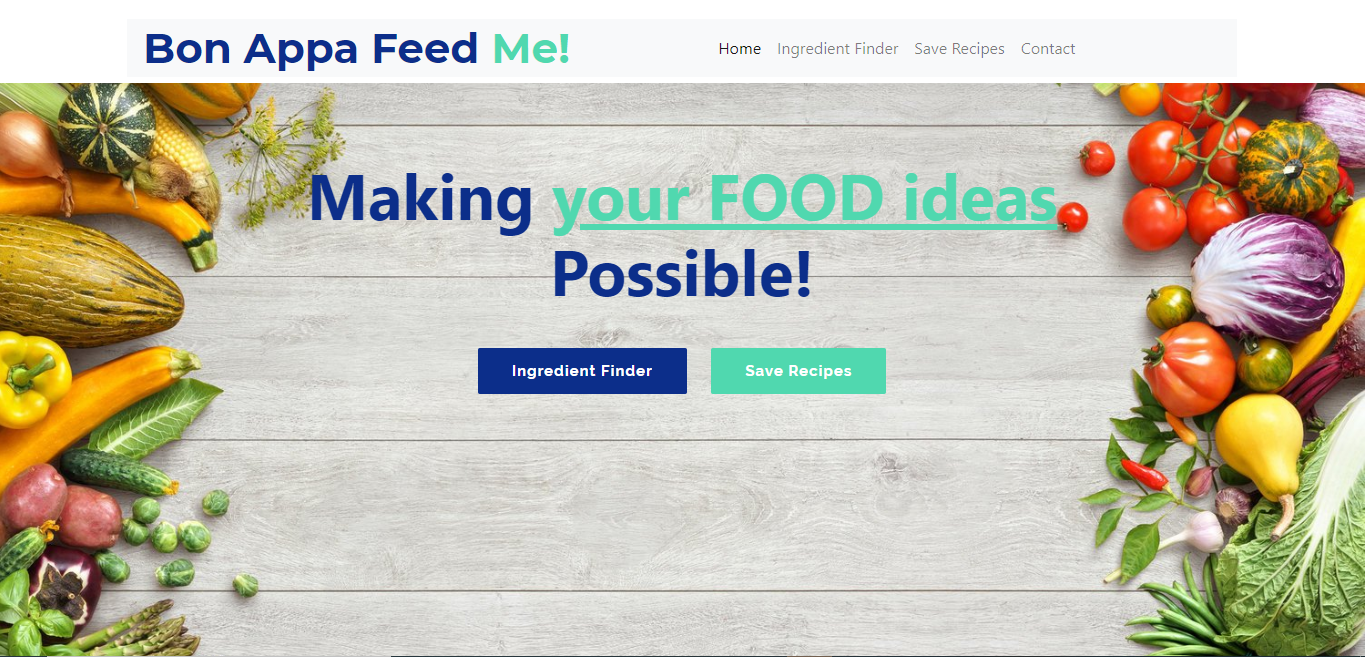 Bon Appa Feed Me!
Home Ingredient Finder Save Recipes Contact
Making your FOOD ideas
Possible!
Ingredient Finder Save Recipes